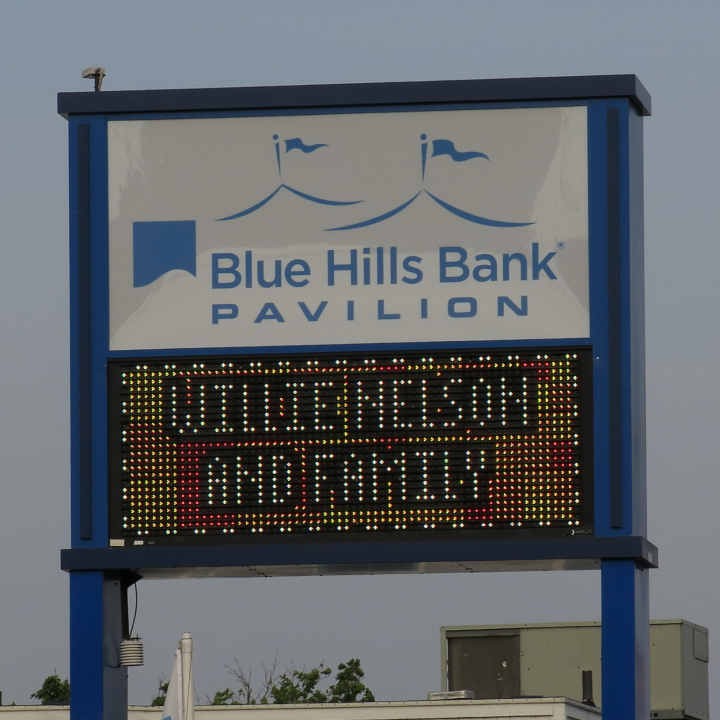 Blue Hills Bank
PAVILION
WILLIE NELSON
AND FAMILY